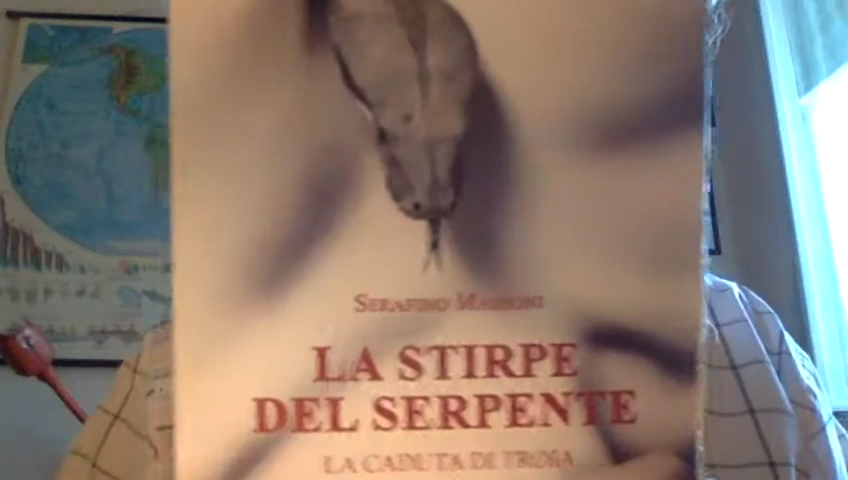 SERAFINO MASSONI
LA STIRPE
DEL SERPENTE
LA CADUTA DI TROIA